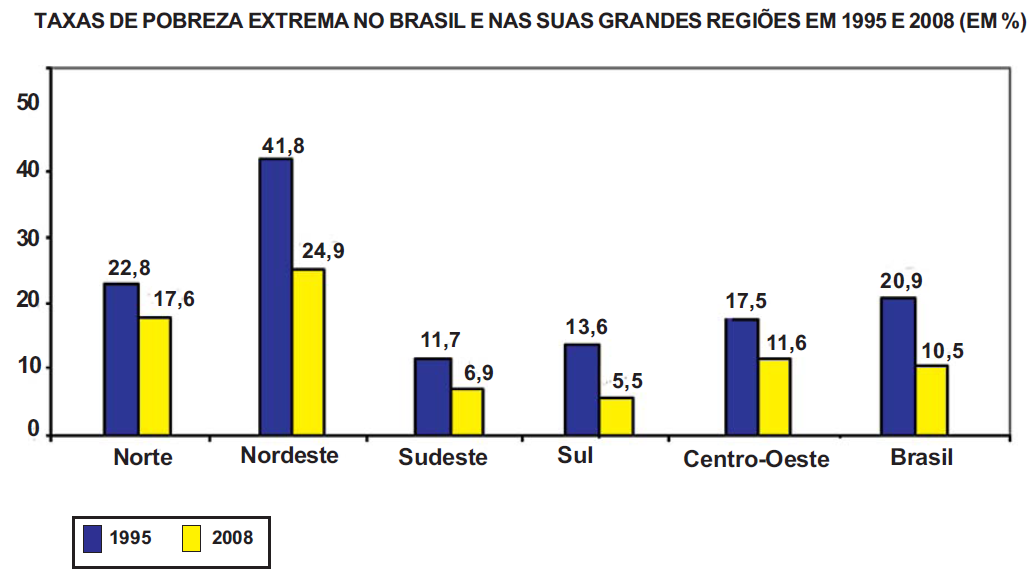 TAXAS DE POBREZA EXTREMA NO BRASIL E NAS SUAS GRANDES REGIÕES EM 1995 E 2008 (EM %)
50
40
30
20
10
0
22,8
17,6
41,8
24,9
11,7
6,9
13,6
5,5
17,5
11,6
20,9
10,5
Norte
Nordeste
Sudeste
Sul
Centro-Oeste
Brasil
1995
2008